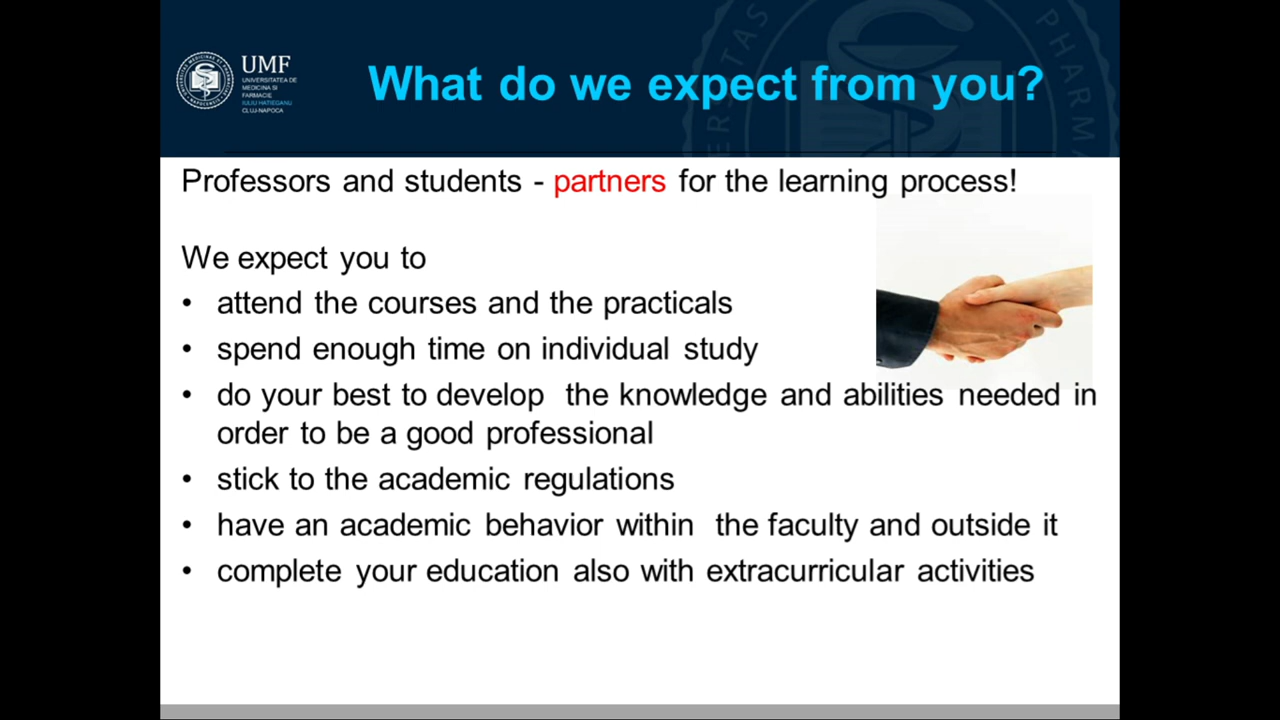 UMF
UNIVERSITATEA DE
MEDICINA SI
FARMACIE
IULIU HATIEGANU
CLUJ-NAPOCA
What do we expect from you?
Professors and students - partners for the learning process!
We expect you to
• attend the courses and the practicals
• spend enough time on individual study
• do your best to develop the knowledge and abilities needed in
order to be a good professional
• stick to the academic regulations
• have an academic behavior within the faculty and outside it
• complete your education also with extracurricular activities